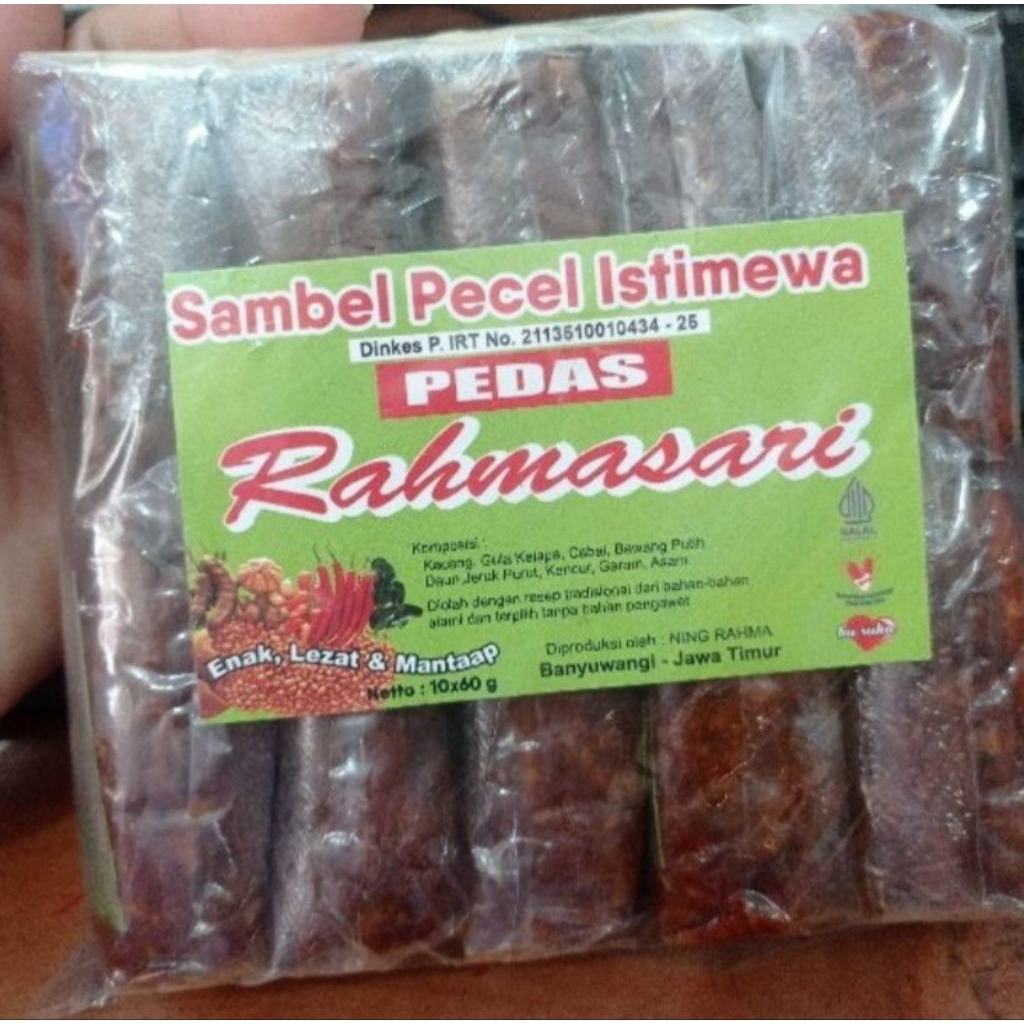 Sambel Pecel Istimewa
Dinkes P. IRT No. 2113510010434 - 25
PEDAS
Rahmasari
Komposisi :
Kacang, Gula Kelapa, Cabai, Bawang Putih
Daun Jeruk Purut, Kencur, Garam, Asam
Diolah dengan resep tradisional dari bahan-bahan
alami dan terpilih tanpa bahan pengawet
Enak, Lezat & Mantaap
Netto : 10x60 g
Diproduksi oleh : NING RAHMA
Banyuwangi - Jawa Timur
HALAL